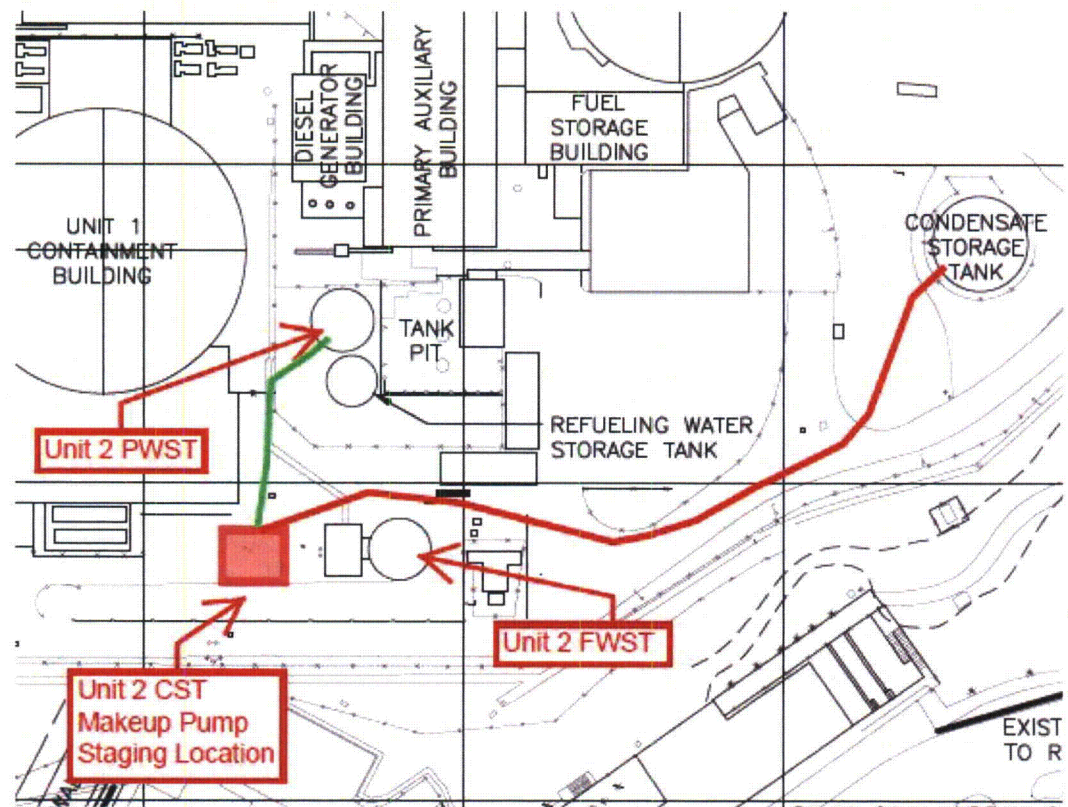 DIESEL
GENERATOR
BUILDING
PRIMARY AUXILIARY
BUILDING
FUEL
STORAGE
BUILDING
UNIT 1
CONTAINMENT
BUILDING
CONDENSATE
STORAGE
TANK
TANK
PIT
REFUELING WATER
STORAGE TANK
Unit 2 PWST
Unit 2 FWST
Unit 2 CST
Makeup Pump
Staging Location
EXIST
TO R